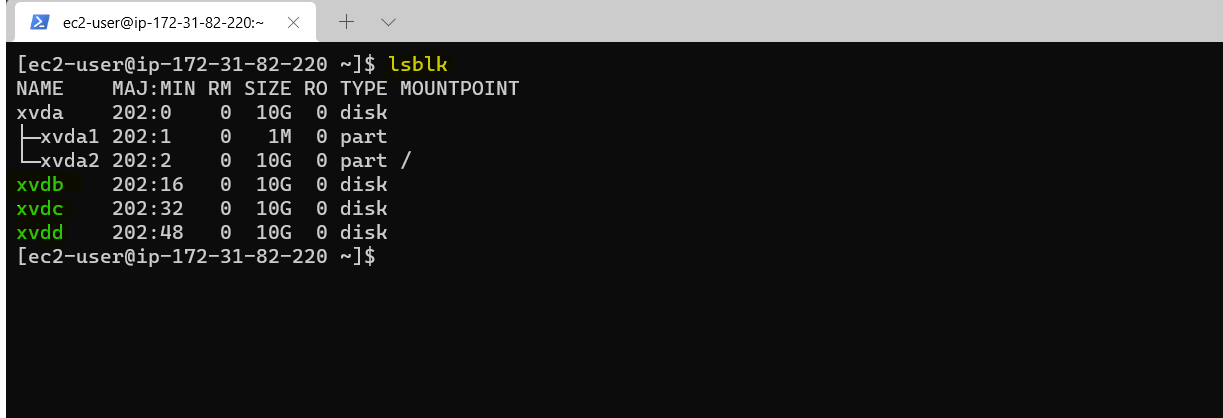 ec2-user@ip-172-31-82-220:~
[ec2-user@ip-172-31-82-220 ~]$ lsblk
NAME    MAJ:MIN RM SIZE RO TYPE MOUNTPOINT
xvda    202:0    0  10G  0 disk
├─xvda1 202:1    0   1M  0 part
└─xvda2 202:2    0  10G  0 part /
xvdb    202:16   0  10G  0 disk
xvdc    202:32   0  10G  0 disk
xvdd    202:48   0  10G  0 disk
[ec2-user@ip-172-31-82-220 ~]$